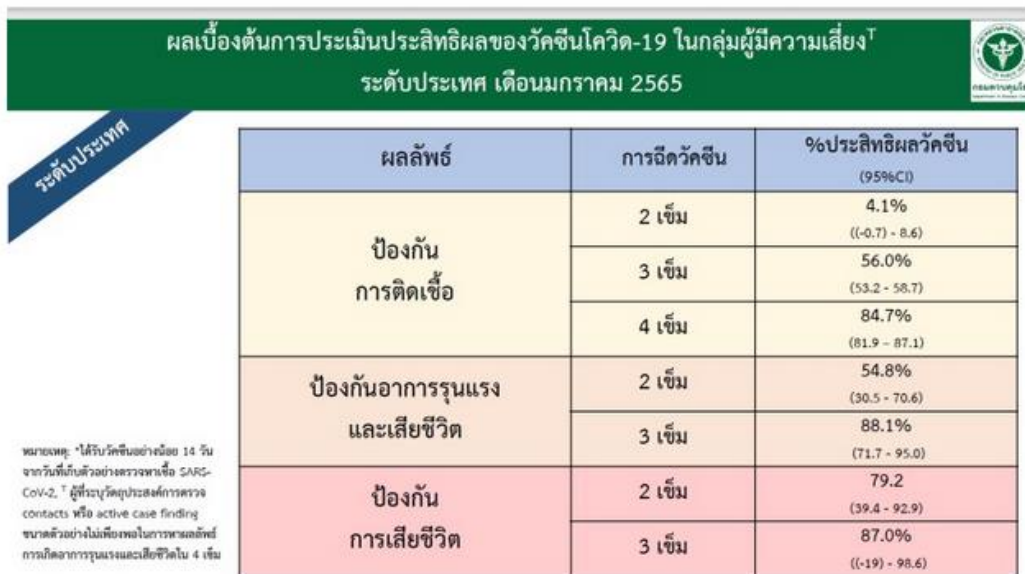 ผลเบื้องต้นการประเมินประสิทธิผลของวัคซีนโควิด-19 ในกลุ่มผู้มีความเสี่ยงᵀ
ระดับประเทศ เดือนมกราคม 2565
กรมควบคุมโรค
ระดับประเทศ
ผลลัพธ์
การฉีดวัคซีน
%ประสิทธิผลวัคซีน
(95%CI)
ป้องกัน
การติดเชื้อ
2 เข็ม
4.1%
((-0.7) - 8.6)
3 เข็ม
56.0%
(53.2 - 58.7)
4 เข็ม
84.7%
(81.9 – 87.1)
ป้องกันอาการรุนแรง
และเสียชีวิต
2 เข็ม
54.8%
(30.5 - 70.6)
3 เข็ม
88.1%
(71.7 - 95.0)
ป้องกัน
การเสียชีวิต
2 เข็ม
79.2
(39.4 - 92.9)
3 เข็ม
87.0%
((-19) - 98.6)
หมายเหตุ: *ได้รับวัคซีนอย่างน้อย 14 วัน
จากวันที่เก็บตัวอย่างตรวจหาเชื้อ SARS-
CoV-2, ᵀ ผู้ที่ระบุวัตถุประสงค์การตรวจ
contacts หรือ active case finding
ขนาดตัวอย่างไม่เพียงพอในการหาผลลัพธ์
การเกิดอาการรุนแรงและเสียชีวิตใน 4 เข็ม